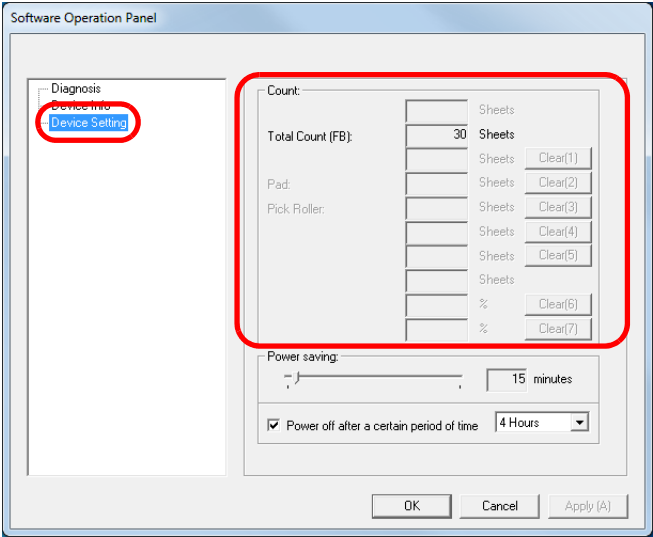 Software Operation Panel
Diagnosis
Device Info
Device Setting
Count:
Sheets
Total Count (FB): 30 Sheets
Sheets Clear(1)
Pad: Sheets Clear(2)
Pick Roller: Sheets Clear(3)
Sheets Clear(4)
Sheets Clear(5)
Sheets
% Clear(6)
% Clear(7)
Power saving:
15 minutes
Power off after a certain period of time 4 Hours
OK Cancel Apply (A)